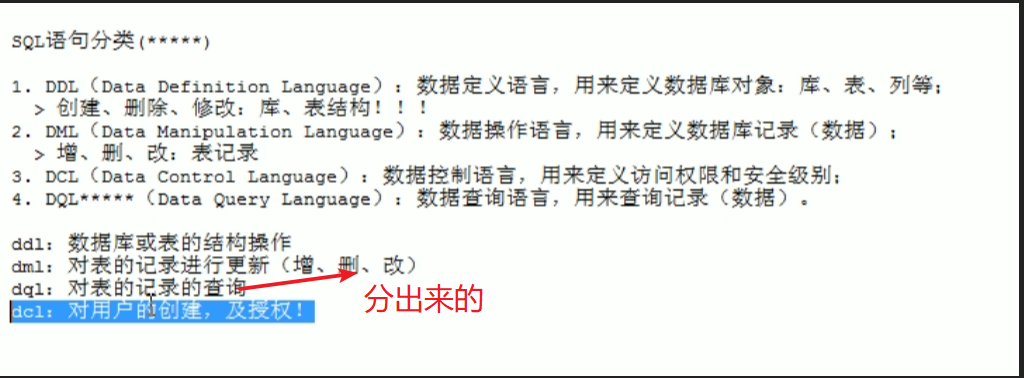 SQL语句分类(*****)
1. DDL（Data Definition Language）：数据定义语言，用来定义数据库对象：库、表、列等；
> 创建、删除、修改：库、表结构！！！
2. DML（Data Manipulation Language）：数据操作语言，用来定义数据库记录（数据）；
> 增、删、改：表记录
3. DCL（Data Control Language）：数据控制语言，用来定义访问权限和安全级别；
4. DQL*****（Data Query Language）：数据查询语言，用来查询记录（数据）。
ddl：数据库或表的结构操作
dml：对表的记录进行更新（增、删、改）
dql：对表的记录的查询
分出来的
dcl：对用户的创建，及授权！